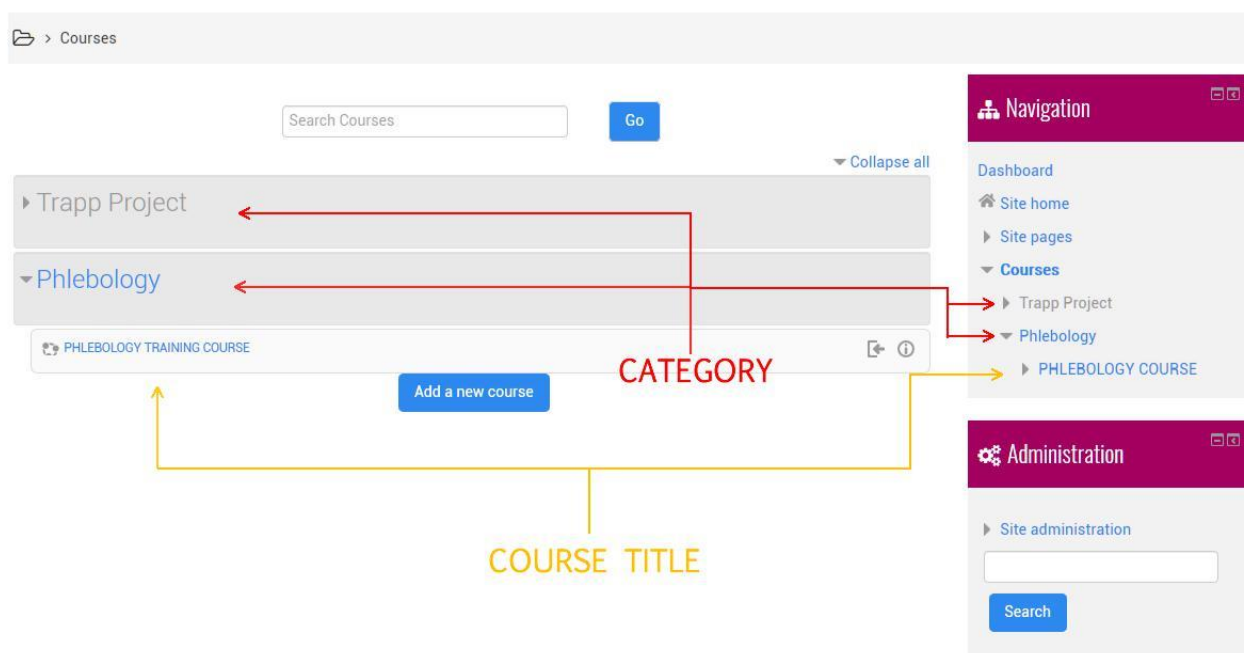 > Courses
Search Courses
Go
Collapse all
Trapp Project
Phlebology
PHLEBOLOGY TRAINING COURSE
Add a new course
CATEGORY
COURSE TITLE
Navigation
Dashboard
Site home
Site pages
Courses
Trapp Project
Phlebology
PHLEBOLOGY COURSE
Administration
Site administration
Search